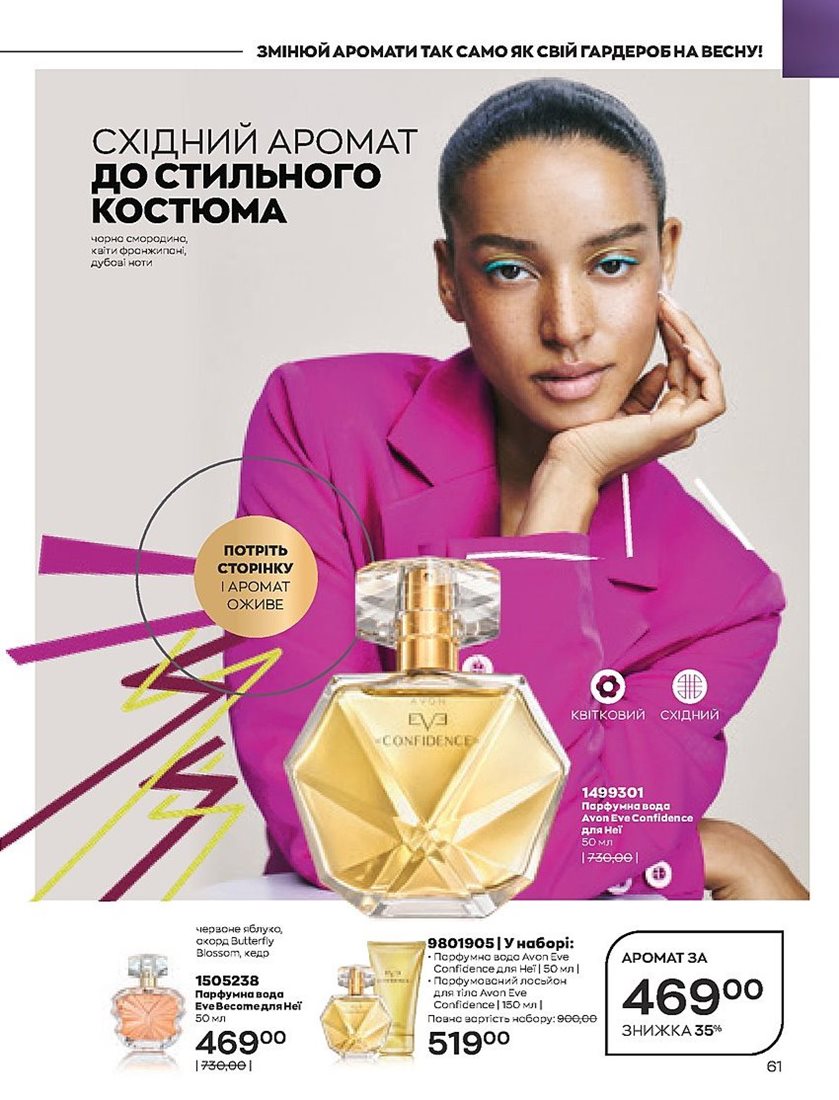 ЗМІНЮЙ АРОМАТИ ТАК САМО ЯК СВІЙ ГАРДЕРОБ НА ВЕСНУ!
СХІДНИЙ АРОМАТ
ДО СТИЛЬНОГО
КОСТЮМА
чорна смородина,
квіти франжипані,
дубові ноти
ПОТРІТЬ
СТОРІНКУ
І АРОМАТ
ОЖИВЕ
AVON
EVE
CONFIDENCE
КВІТКОВИЙ
СХІДНИЙ
1499301
Парфумна вода
Avon Eve Confidence
для Неї
50 мл
| 730,00 |
червоне яблуко,
акорд Butterfly
Blossom, кедр
1505238
Парфумна вода
Eve Become для Неї
50 мл
469⁰⁰
| 730,00 |
9801905 | У наборі:
• Парфумна вода Avon Eve
Confidence для Неї | 50 мл |
• Парфумований лосьйон
для тіла Avon Eve
Confidence | 150 мл |
Повна вартість набору: 900,00
519⁰⁰
АРОМАТ ЗА
469⁰⁰
ЗНИЖКА 35%
61